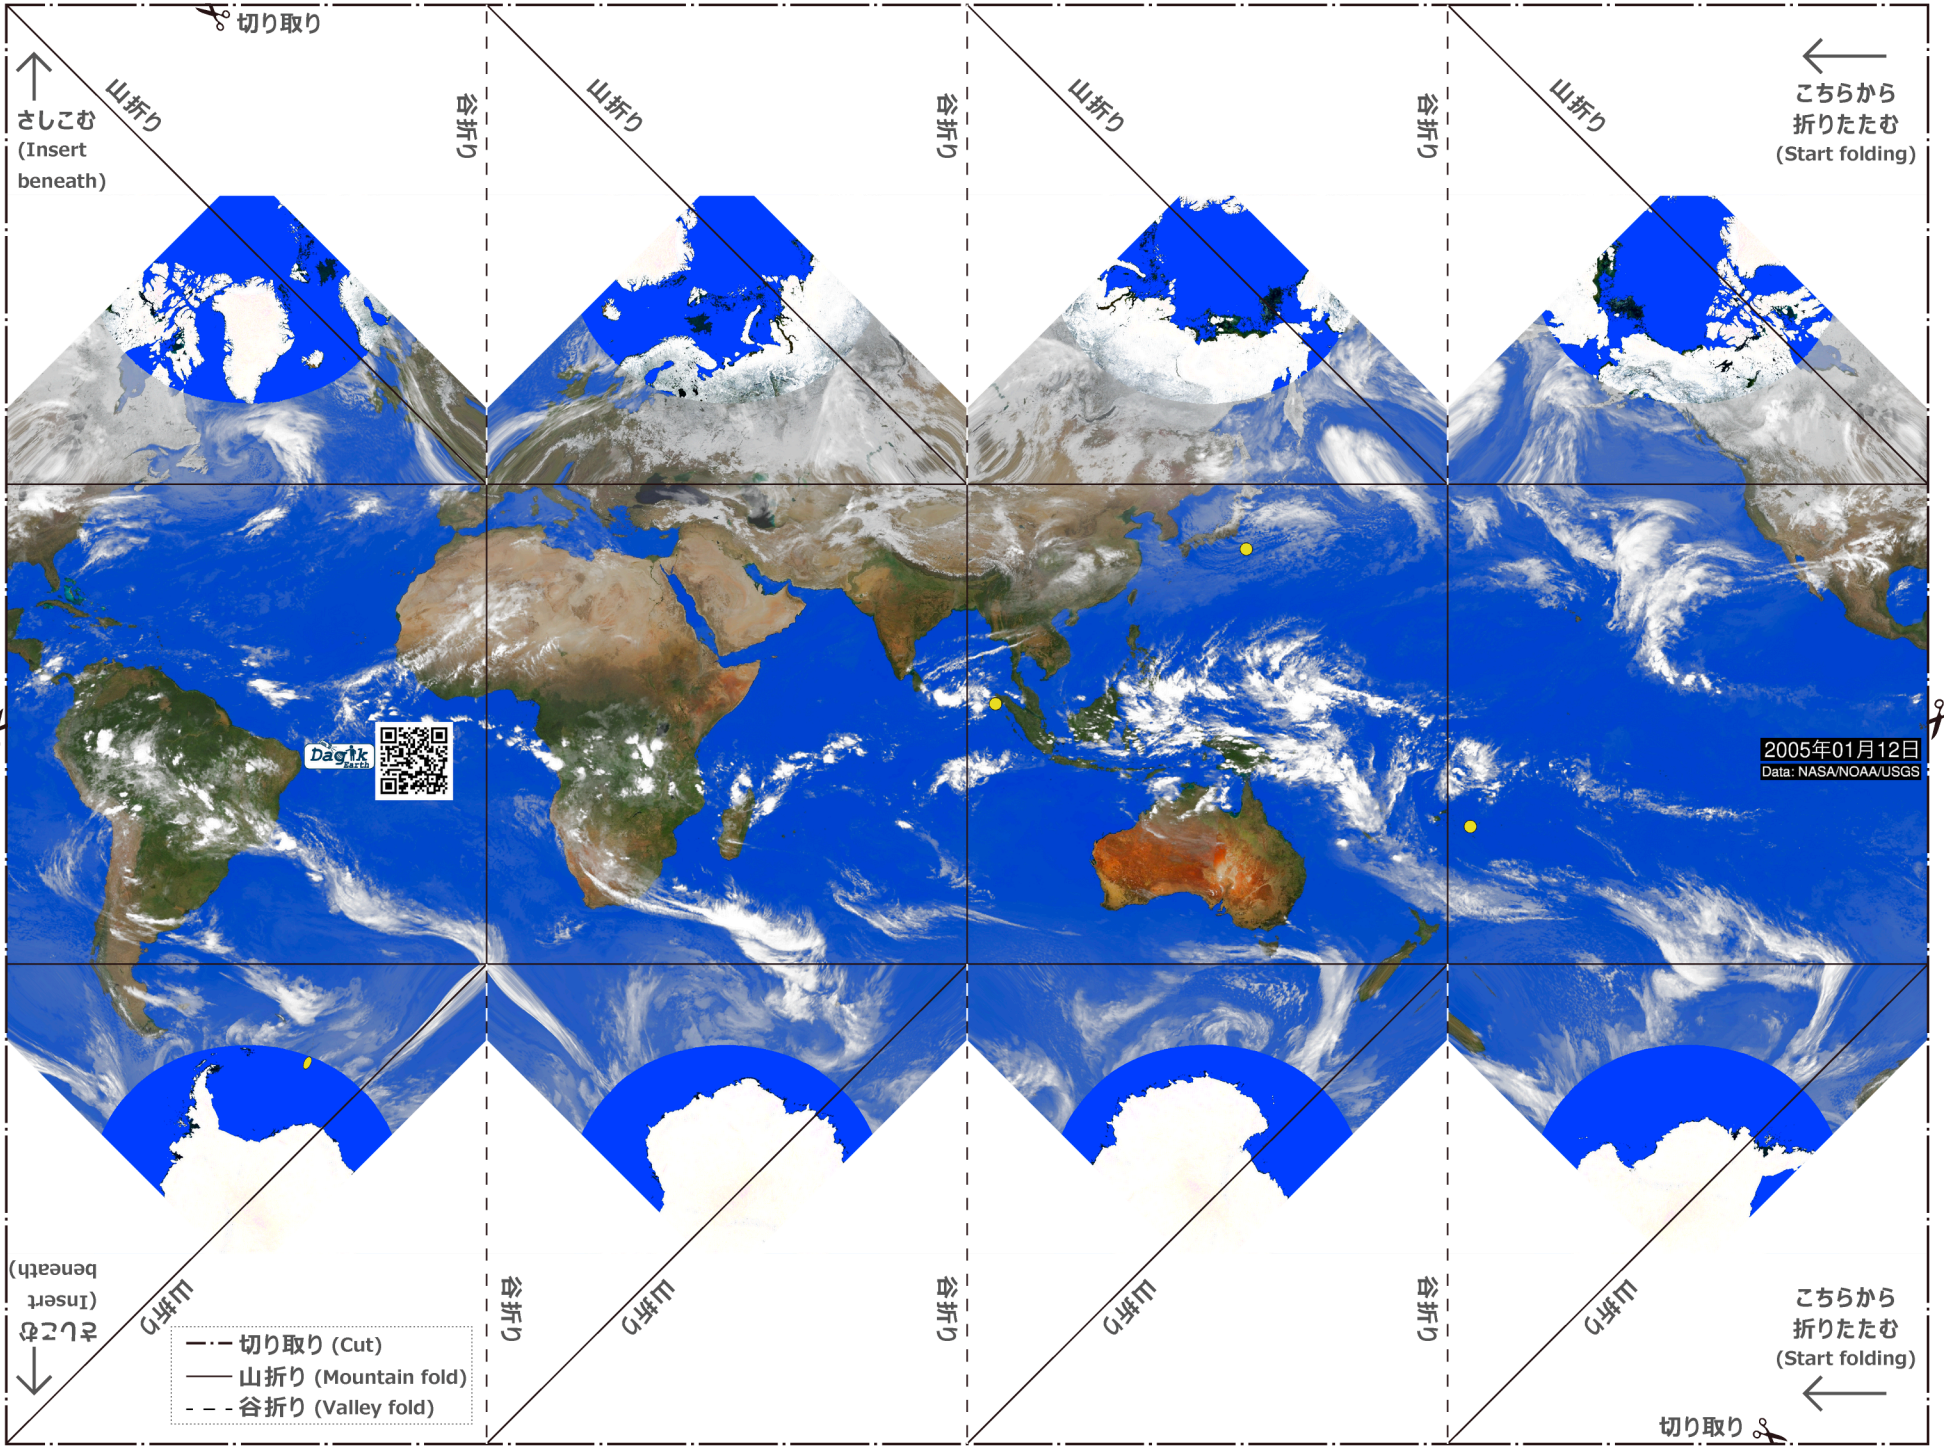 切り取り
山折り
谷折り
山折り
谷折り
山折り
谷折り
山折り
さしこむ
(Insert
beneath)
こちらから
折りたたむ
(Start folding)
Dagik
Earth
2005年01月12日
Data: NASA/NOAA/USGS
さしこむ
(Insert
beneath)
山折り
谷折り
山折り
谷折り
山折り
谷折り
山折り
切り取り (Cut)
山折り (Mountain fold)
谷折り (Valley fold)
こちらから
折りたたむ
(Start folding)
切り取り